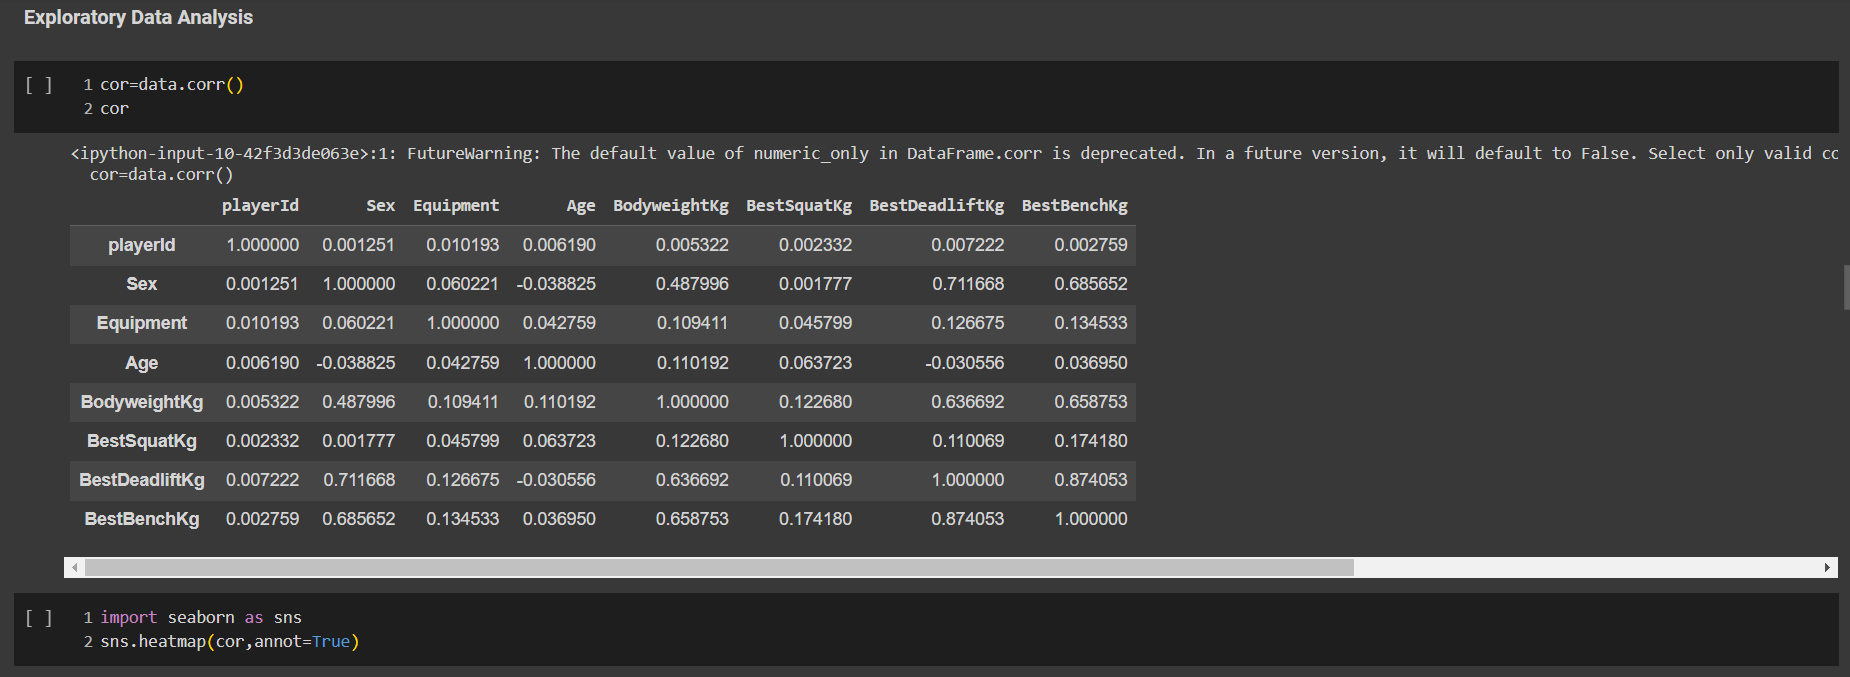 Exploratory Data Analysis
[ ] 1 cor=data.corr()
2 cor
<ipython-input-10-42f3d3de063e>:1: FutureWarning: The default value of numeric_only in DataFrame.corr is deprecated. In a future version, it will default to False. Select only valid co
cor=data.corr()
playerId Sex Equipment Age BodyweightKg BestSquatKg BestDeadliftKg BestBenchKg
playerId 1.000000 0.001251 0.010193 0.006190 0.005322 0.002332 0.007222 0.002759
Sex 0.001251 1.000000 0.060221 -0.038825 0.487996 0.001777 0.711668 0.685652
Equipment 0.010193 0.060221 1.000000 0.042759 0.109411 0.045799 0.126675 0.134533
Age 0.006190 -0.038825 0.042759 1.000000 0.110192 0.063723 -0.030556 0.036950
BodyweightKg 0.005322 0.487996 0.109411 0.110192 1.000000 0.122680 0.636692 0.658753
BestSquatKg 0.002332 0.001777 0.045799 0.063723 0.122680 1.000000 0.110069 0.174180
BestDeadliftKg 0.007222 0.711668 0.126675 -0.030556 0.636692 0.110069 1.000000 0.874053
BestBenchKg 0.002759 0.685652 0.134533 0.036950 0.658753 0.174180 0.874053 1.000000
[ ] 1 import seaborn as sns
2 sns.heatmap(cor,annot=True)